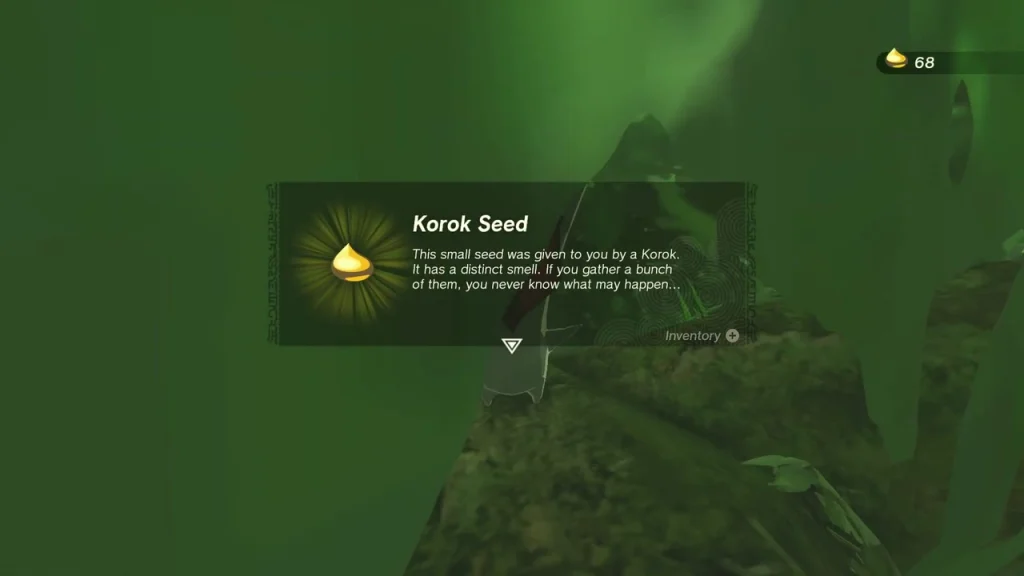 68
Korok Seed
This small seed was given to you by a Korok.
It has a distinct smell. If you gather a bunch
of them, you never know what may happen...
Inventory +